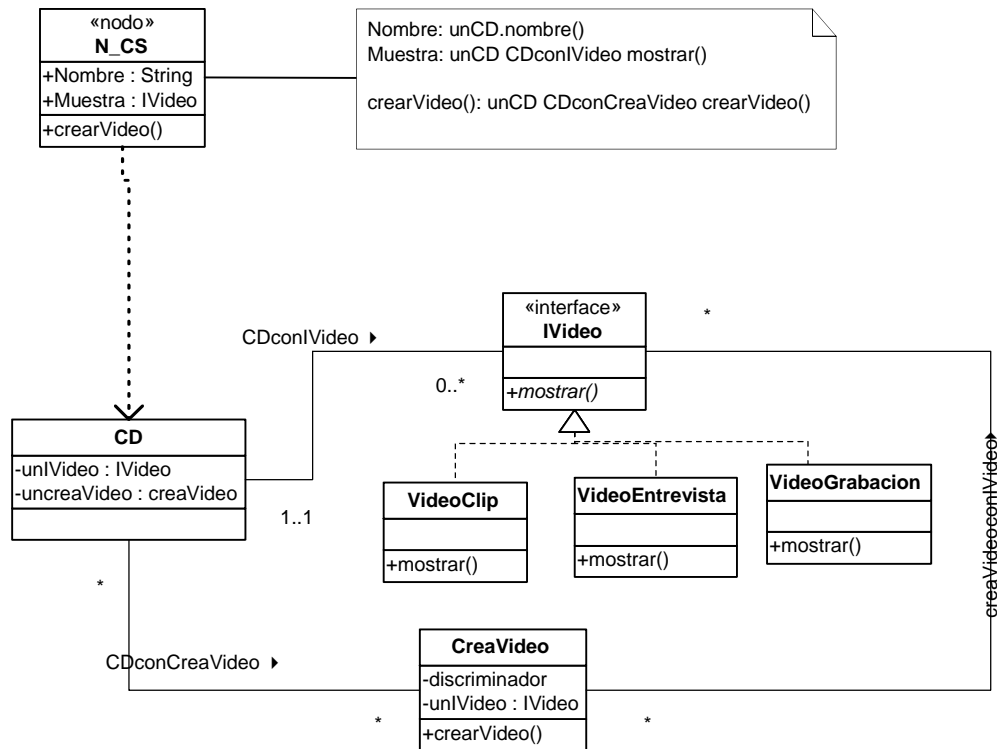 «nodo»
N_CS
+Nombre : String
+Muestra : IVideo
+crearVideo()
Nombre: unCD.nombre()
Muestra: unCD CDconIVideo mostrar()
crearVideo(): unCD CDconCreaVideo crearVideo()
«interface»
IVideo
+mostrar()
*
CDconIVideo
0..*
CD
-unIVideo : IVideo
-uncreaVideo : creaVideo
1..1
*
VideoClip
+mostrar()
VideoEntrevista
+mostrar()
VideoGrabacion
+mostrar()
creaVideoconIVideo
CDconCreaVideo
*
CreaVideo
-discriminador
-unIVideo : IVideo
+crearVideo()
*